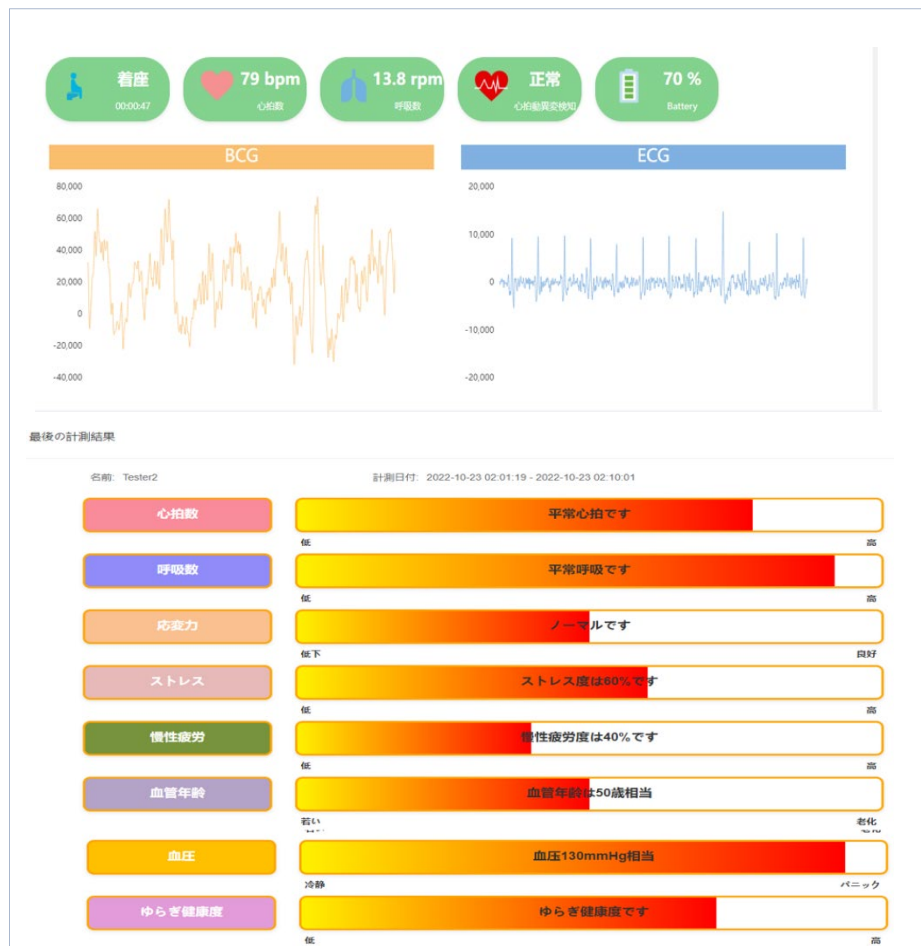 着座 79 bpm 13.8 rpm 正常 70 %
00:00:47 心拍数 呼吸数 心拍動異変検知 Battery
BCG ECG
80,000
60,000
40,000
20,000
0
-20,000
-40,000
20,000
10,000
0
-10,000
-20,000
最後の計測結果
名前: Tester2 計測日付: 2022-10-23 02:01:19 - 2022-10-23 02:10:01
心拍数 平常心拍です
低 高
呼吸数 平常呼吸です
低 高
応変力 ノーマルです
低下 良好
ストレス ストレス度は60%です
低 高
慢性疲労 慢性疲労度は40%です
低 高
血管年齢 血管年齢は50歳相当
若い 老化
血圧 血圧130mmHg相当
冷静 パニック
ゆらぎ健康度 ゆらぎ健康度です
低 高